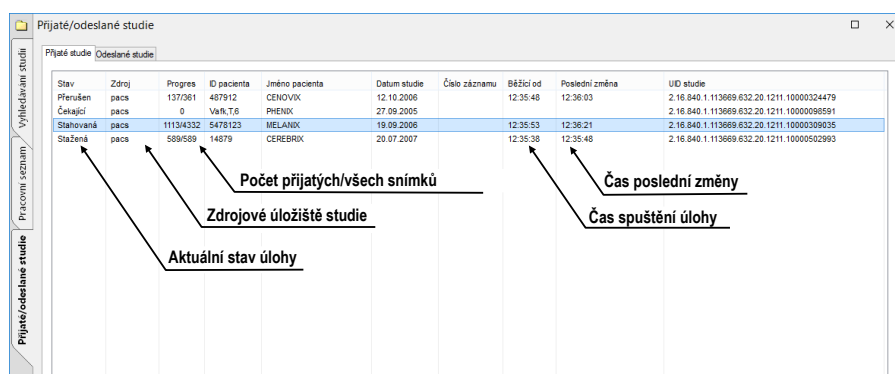 Přijaté/odeslané studie
Přijaté studie Odeslané studie
Vyhledávání studií
Pracovní seznam
Přijaté/odeslané studie
Stav Zdroj Progres ID pacienta Jméno pacienta Datum studie Číslo záznamu Běžící od Poslední změna UID studie
Přerušen pacs 137/361 487912 CENOVIX 12.10.2006 12:35:48 12:36:03 2.16.840.1.113669.632.20.1211.10000324479
Čekající pacs 0 Vafk,T,6 PHENIX 27.09.2005 2.16.840.1.113669.632.20.1211.10000098591
Stahovaná pacs 1113/4332 5478123 MELANIX 19.09.2006 12:35:53 12:36:21 2.16.840.1.113669.632.20.1211.10000309035
Stažená pacs 589/589 14879 CEREBRIX 20.07.2007 12:35:38 12:35:48 2.16.840.1.113669.632.20.1211.10000502993
Počet přijatých/všech snímků
Čas poslední změny
Zdrojové úložiště studie
Čas spuštění úlohy
Aktuální stav úlohy